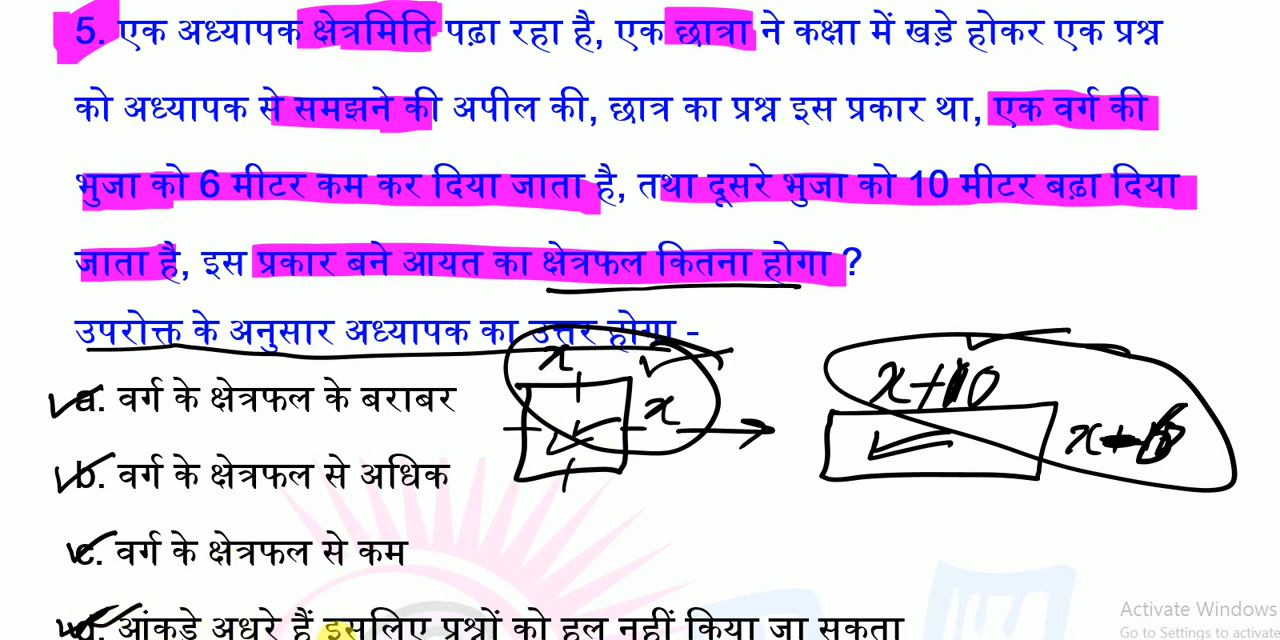 5. एक अध्यापक क्षेत्रमिति पढ़ा रहा है, एक छात्रा ने कक्षा में खड़े होकर एक प्रश्न
को अध्यापक से समझने की अपील की, छात्र का प्रश्न इस प्रकार था, एक वर्ग की
भुजा को 6 मीटर कम कर दिया जाता है, तथा दूसरे भुजा को 10 मीटर बढ़ा दिया
जाता है, इस प्रकार बने आयत का क्षेत्रफल कितना होगा ?
उपरोक्त के अनुसार अध्यापक का उत्तर होगा -
x
x+10
a. वर्ग के क्षेत्रफल के बराबर
x
b. वर्ग के क्षेत्रफल से अधिक
c. वर्ग के क्षेत्रफल से कम
d. आंकड़े अधूरे हैं इसलिए प्रश्नों को हल नहीं किया जा सकता
Activate Windows
Go to Settings to activate